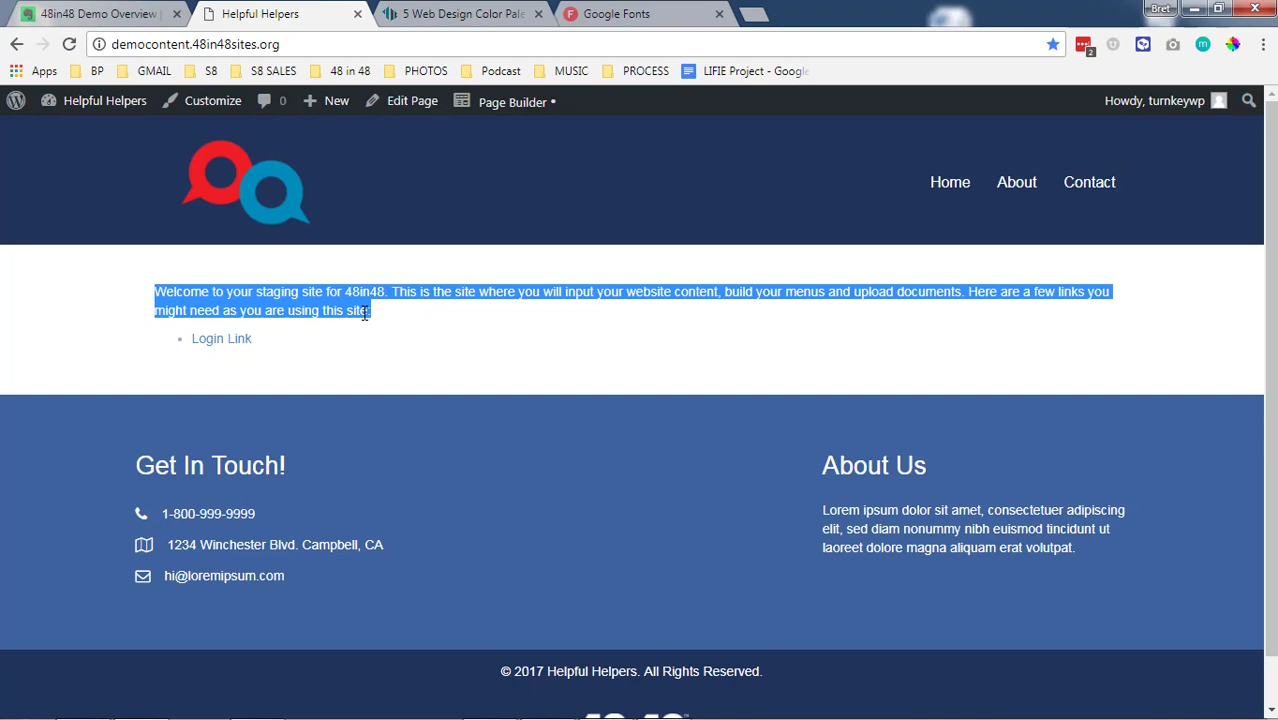 48in48 Demo Overview
Helpful Helpers
5 Web Design Color Pale
Google Fonts
Bret
democontent.48in48sites.org
2
Apps
BP
GMAIL
S8
S8 SALES
48 in 48
PHOTOS
Podcast
MUSIC
PROCESS
LIFIE Project - Google
Helpful Helpers
Customize
0
New
Edit Page
Page Builder
Howdy, turnkeywp
Home
About
Contact
Welcome to your staging site for 48in48. This is the site where you will input your website content, build your menus and upload documents. Here are a few links you
might need as you are using this site:
Login Link
Get In Touch!
1-800-999-9999
1234 Winchester Blvd. Campbell, CA
hi@loremipsum.com
About Us
Lorem ipsum dolor sit amet, consectetuer adipiscing
elit, sed diam nonummy nibh euismod tincidunt ut
laoreet dolore magna aliquam erat volutpat.
© 2017 Helpful Helpers. All Rights Reserved.